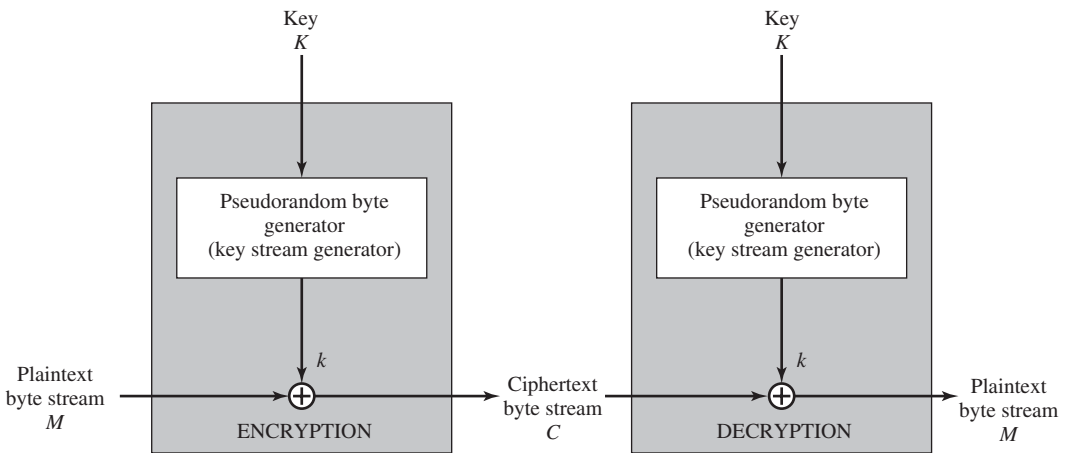 Key
K
Key
K
Pseudorandom byte
generator
(key stream generator)
Pseudorandom byte
generator
(key stream generator)
k
k
Plaintext
byte stream
M
Ciphertext
byte stream
C
Plaintext
byte stream
M
ENCRYPTION
DECRYPTION